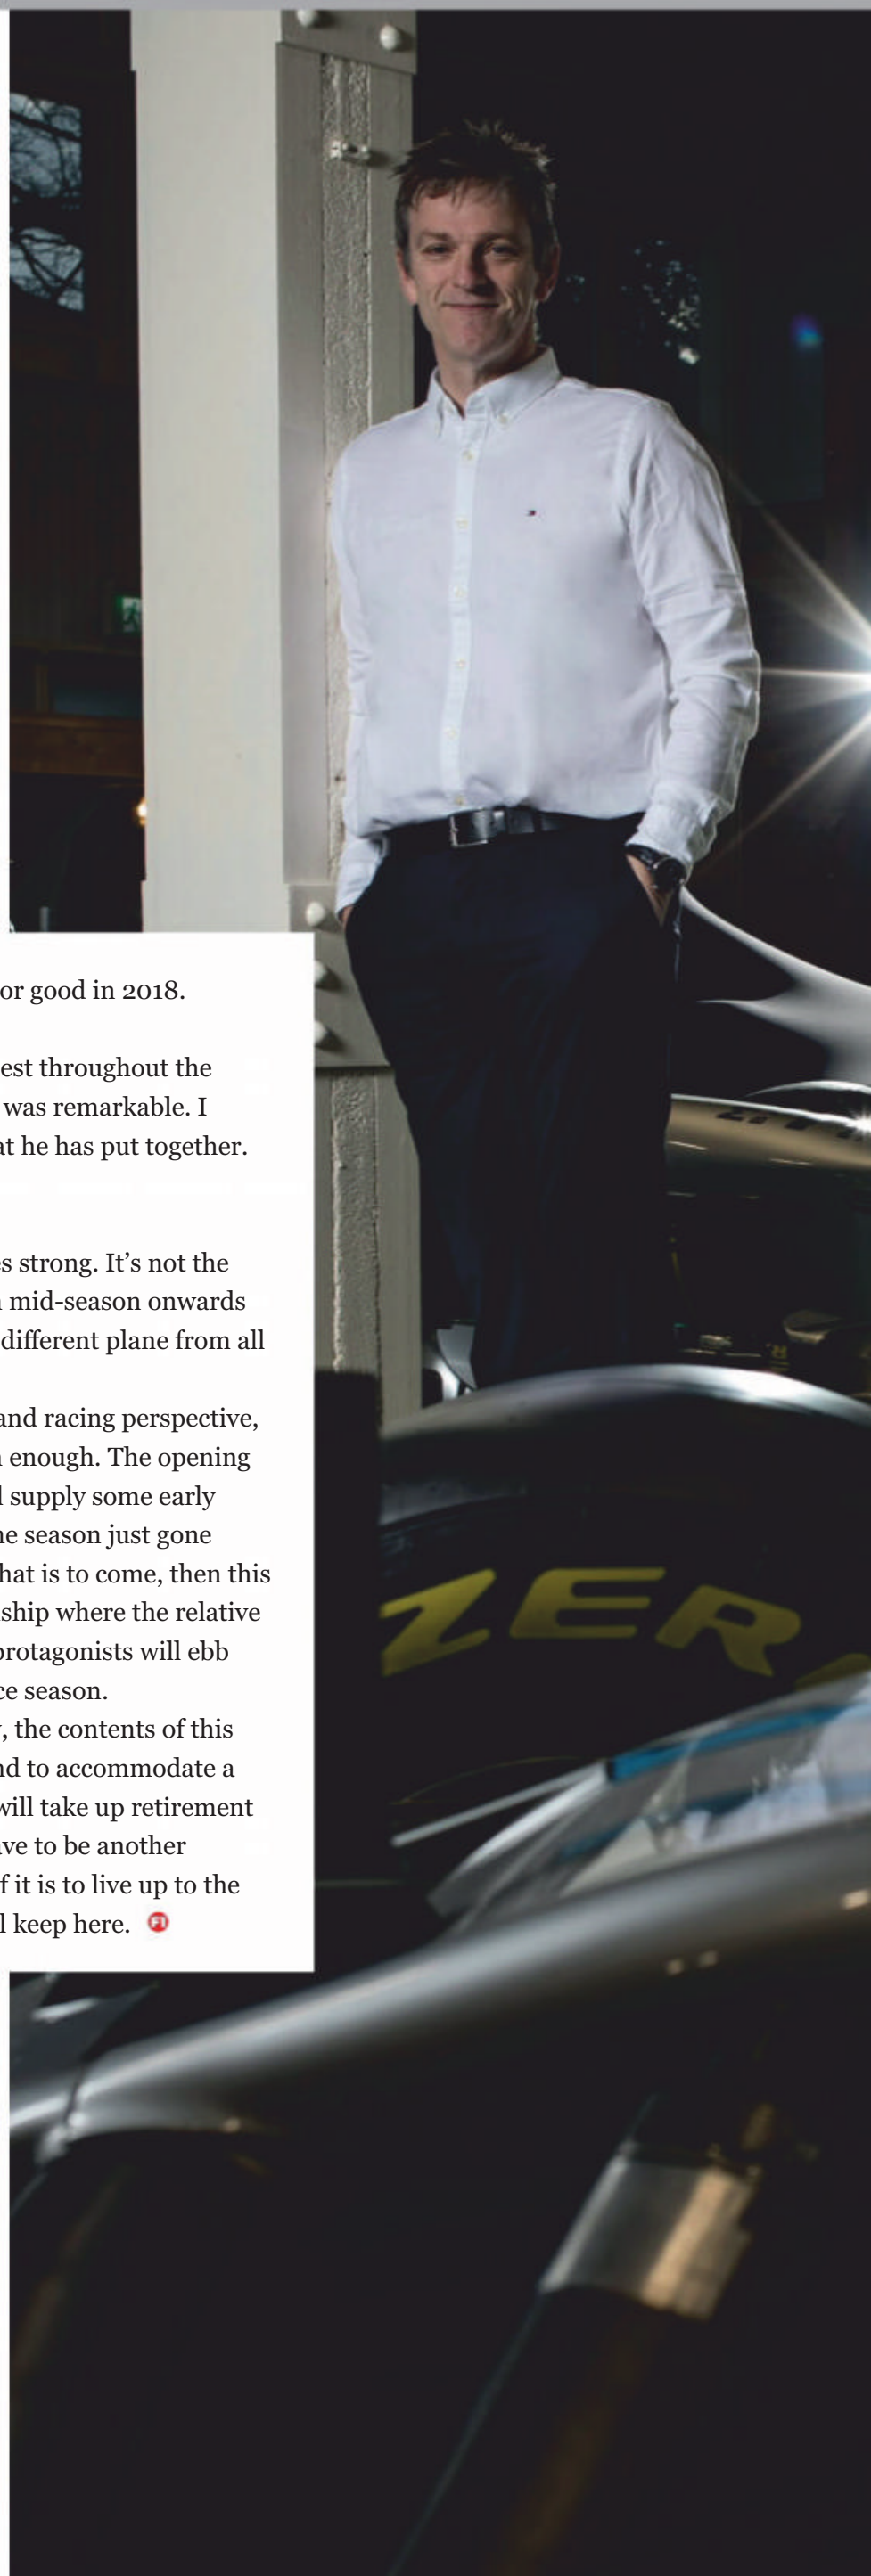 or good in 2018.
est throughout the
was remarkable. I
at he has put together.
s strong. It’s not the
mid-season onwards
different plane from all
and racing perspective,
enough. The opening
supply some early
ne season just gone
hat is to come, then this
ship where the relative
protagonists will ebb
ce season.
, the contents of this
nd to accommodate a
will take up retirement
ve to be another
f it is to live up to the
l keep here. F1
ZER